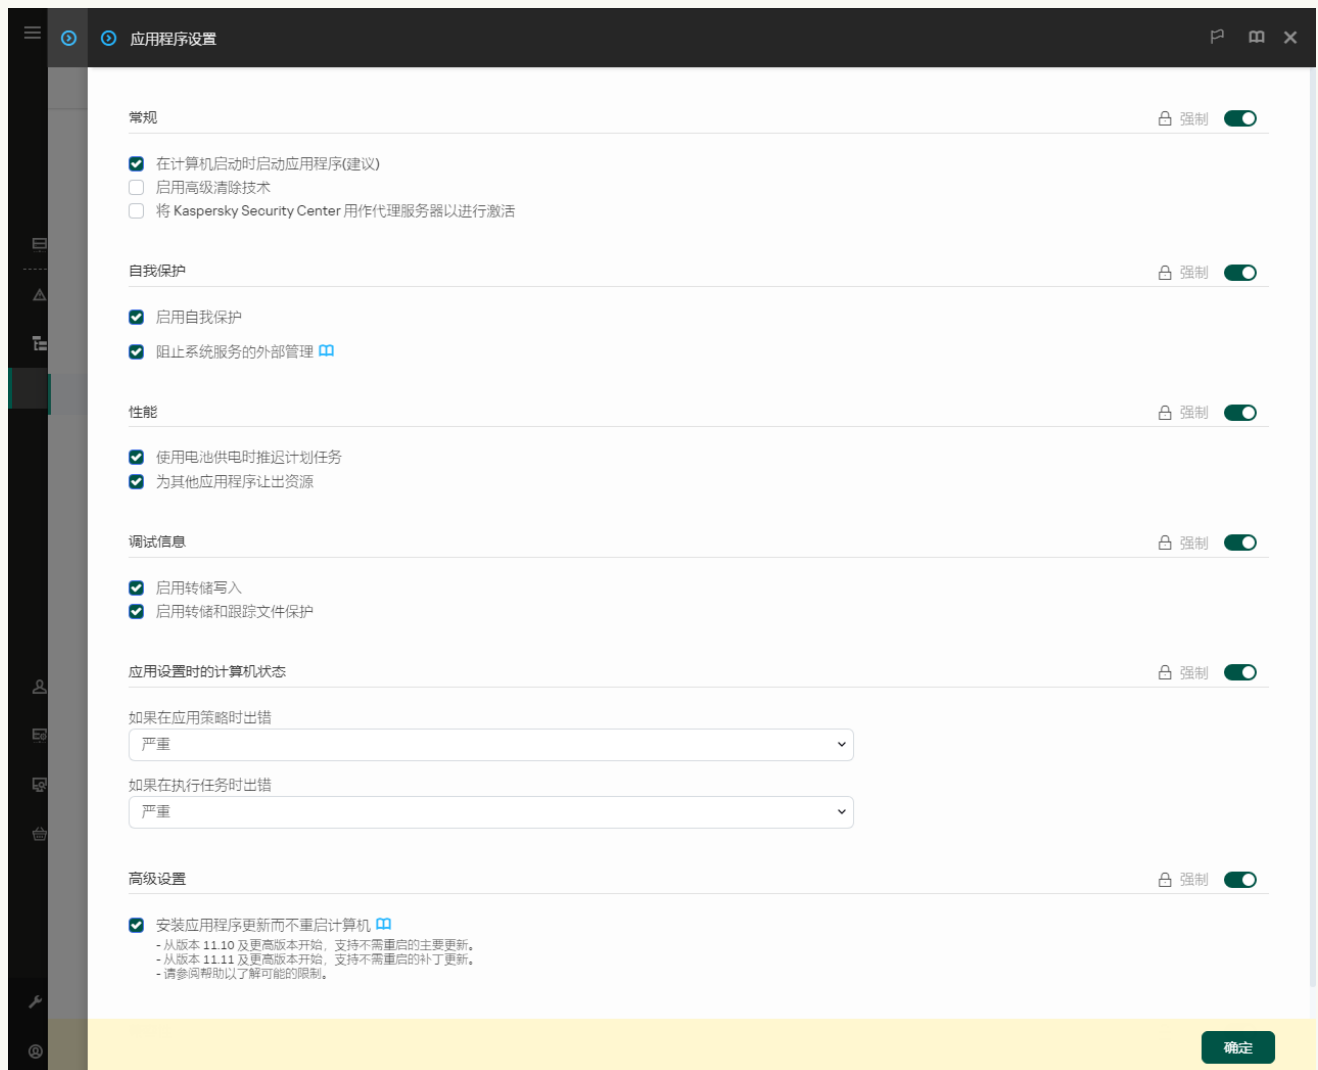 应用程序设置
常规
强制
在计算机启动时启动应用程序(建议)
启用高级清除技术
将 Kaspersky Security Center 用作代理服务器以进行激活
自我保护
强制
启用自我保护
阻止系统服务的外部管理
性能
强制
使用电池供电时推迟计划任务
为其他应用程序让出资源
调试信息
强制
启用转储写入
启用转储和跟踪文件保护
应用设置时的计算机状态
强制
如果在应用策略时出错
严重
如果在执行任务时出错
严重
高级设置
强制
安装应用程序更新而不重启计算机
- 从版本 11.10 及更高版本开始，支持不需重启的主要更新。
- 从版本 11.11 及更高版本开始，支持不需重启的补丁更新。
- 请参阅帮助以了解可能的限制。
确定